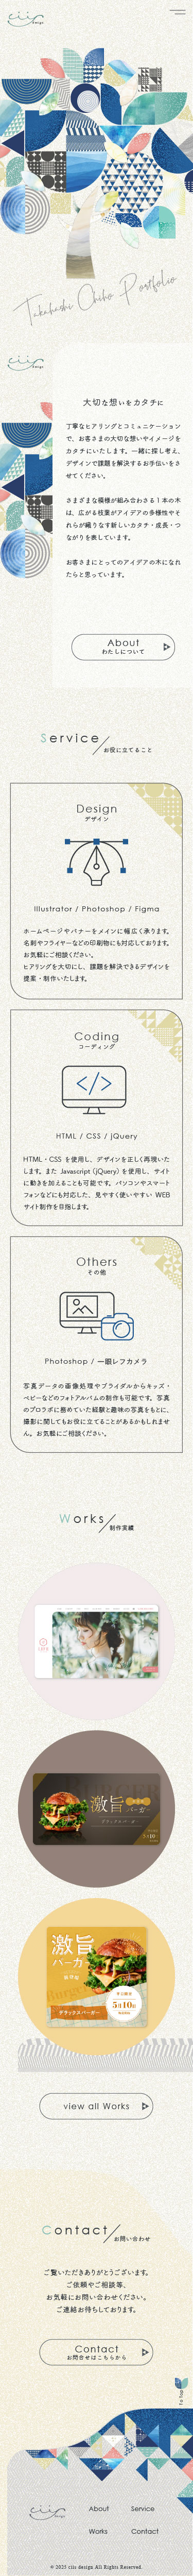 ciis design
Takahashi Chiho Portfolio
ciis design
大切な想いをカタチに
丁寧なヒアリングとコミュニケーション
で、お客さまの大切な想いやイメージを
カタチにいたします。一緒に探し考え、
デザインで課題を解決するお手伝いをさ
せてください。
さまざまな模様が組み合わさる1本の木
は、広がる枝葉がアイデアの多様性やそ
れらが織りなす新しいカタチ・成長・つ
ながりを表しています。
お客さまにとってのアイデアの木になれ
たらと思っています。
About
わたしについて
Service
お役に立てること
Design
デザイン
Illustrator / Photoshop / Figma
ホームページやバナーをメインに幅広く承ります。
名刺やフライヤーなどの印刷物にも対応しております。
お気軽にご相談ください。
ヒアリングを大切にし、課題を解決できるデザインを
提案・制作いたします。
Coding
コーディング
HTML / CSS / jQuery
HTML・CSS を使用し、デザインを正しく再現いた
します。また Javascript (jQuery) を使用し、サイト
に動きを加えることも可能です。パソコンやスマート
フォンなどにも対応した、見やすく使いやすい WEB
サイト制作を目指します。
Others
その他
Photoshop / 一眼レフカメラ
写真データの画像処理やブライダルからキッズ・
ベビーなどのフォトアルバムの制作も可能です。写真
のプロラボに務めていた経験と趣味の写真をもとに、
撮影に関してもお役に立てることがあるかもしれませ
ん。お気軽にご相談ください。
Works
制作実績
激旨
バーガー
デラックスバーガー
5月10
激旨
バーガー
Burger
デラックスバーガー
5月10日
view all Works
Contact
お問い合わせ
ご覧いただきありがとうございます。
ご依頼やご相談等、
お気軽にお問い合わせください。
ご連絡お待ちしております。
Contact
お問合せはこちらから
To Top
ciis design
About Service
Works Contact
© 2025 ciis design All Rights Reserved.